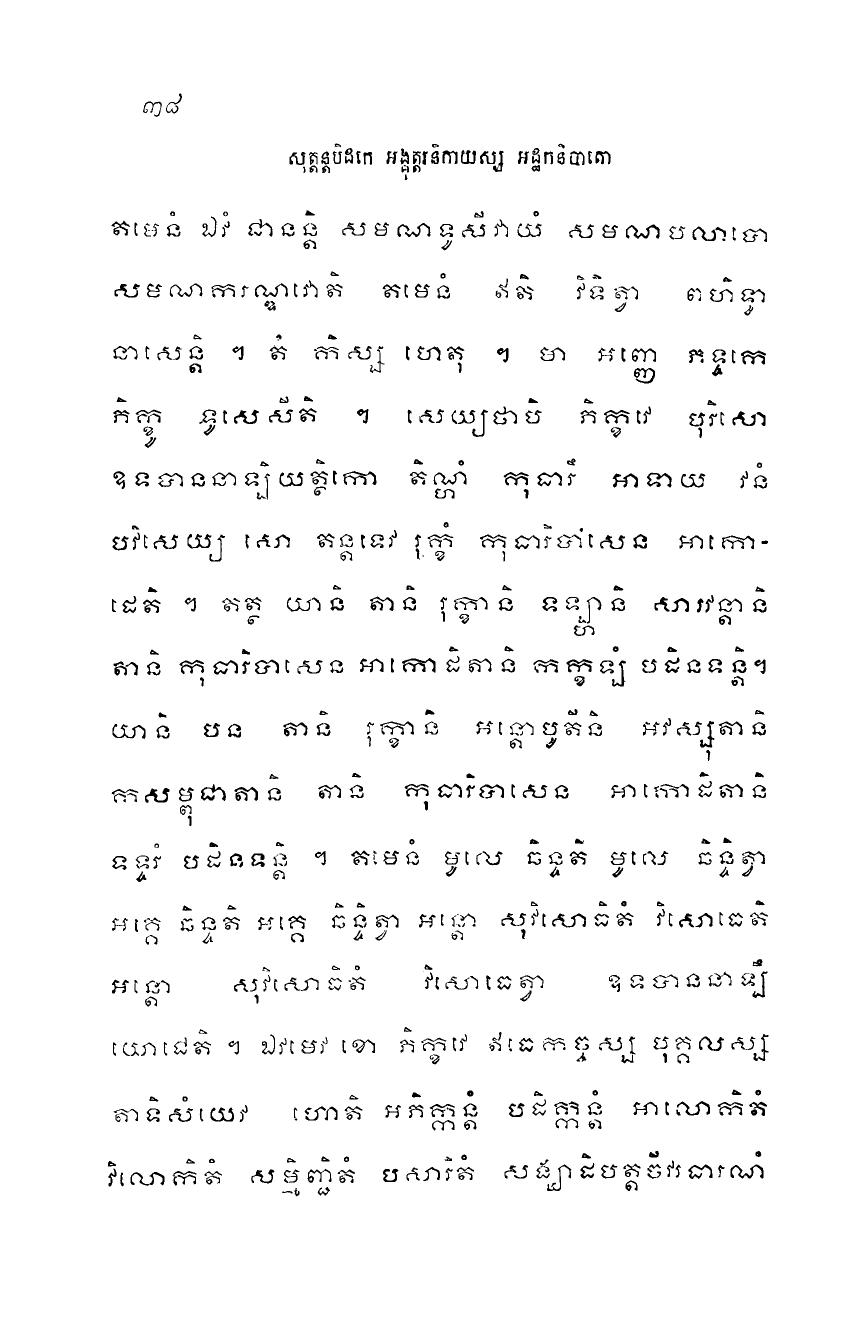 ៣៨
សុត្តន្តបិដកេ អង្គុត្តរនិកាយស្ស អដ្ឋកនិបាតោ
តមេនំ ឯវំ ជានន្តិ សមណទូសីវាយំ សមណបលាបោ
សមណការណ្ឌវោតិ តមេនំ ឥតិ វិទិត្វា ពហិទ្ធា
នាសេន្តិ ។ តំ កិស្ស ហេតុ ។ មា អញ្ញេ ភទ្ទកេ
ភិក្ខូ ទូសេសីតិ ។ សេយ្យថាបិ ភិក្ខវេ បុរិសោ
ឧទបាននាឡិយត្ថិកោ តិណ្ហំ កុធារឹ អាទាយ វនំ
បវិសេយ្យ សោ តន្តទេវ រុក្ខំ កុធារិបាសេន អាកោ-
ដេតិ ។ តត្ថ យានិ តានិ រុក្ខានិ ទឡ្ហានិ សារវន្តានិ
តានិ កុធារិបាសេន អាកោដិតានិ កក្ខឡំ បដិនទន្តិ។
យានិ បន តានិ រុក្ខានិ អន្តោបូតីនិ អវស្សុតានិ
កសម្ពុជាតានិ តានិ កុធារិបាសេន អាកោដិតានិ
ទទ្ទរំ បដិនទន្តិ ។ តមេនំ មូលេ ឆិន្ទតិ មូលេ ឆិន្ទិត្វា
អគ្គេ ឆិន្ទតិ អគ្គេ ឆិន្ទិត្វា អន្តោ សុវិសោធិតំ វិសោធេតិ
អន្តោ សុវិសោធិតំ វិសោធេត្វា ឧទបាននាឡឹ
យោជេតិ ។ ឯវមេវ ខោ ភិក្ខវេ ឥធេកច្ចស្ស បុគ្គលស្ស
តាទិសំយេវ ហោតិ អភិក្កន្តំ បដិក្កន្តំ អាលោកិតំ
វិលោកិតំ សម្មិញ្ជិតំ បសារិតំ សង្ឃាដិបត្តចីវរធារណំ